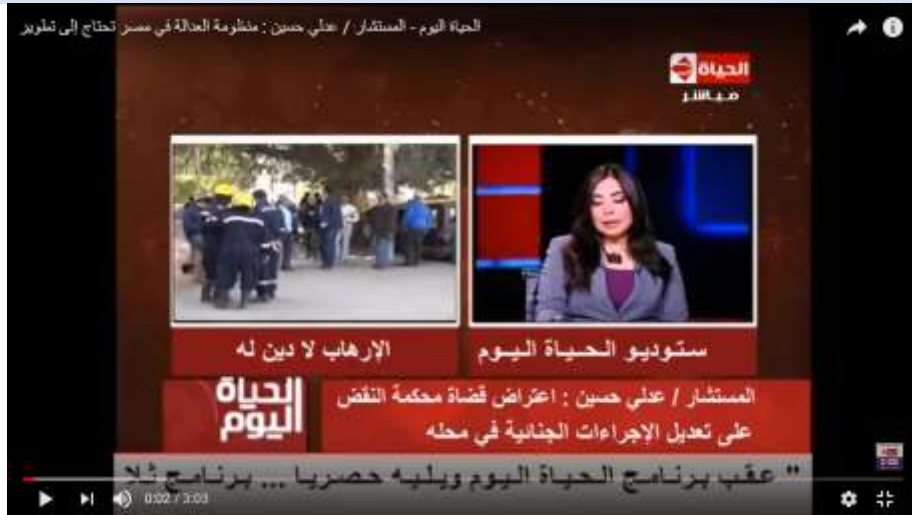 الحياة اليوم - المستشار / عدلي حسين : منظومة العدالة في مصر تحتاج إلى تطوير
الحياة
مباشر
ستوديو الحياة اليوم
الإرهاب لا دين له
المستشار / عدلي حسين : اعتراض قضاة محكمة النقض
على تعديل الإجراءات الجنائية في محله
الحياة
اليوم
" عقب برنامج الحياة اليوم ويليه حصريا ... برنامج ثلا
0:02 / 3:03